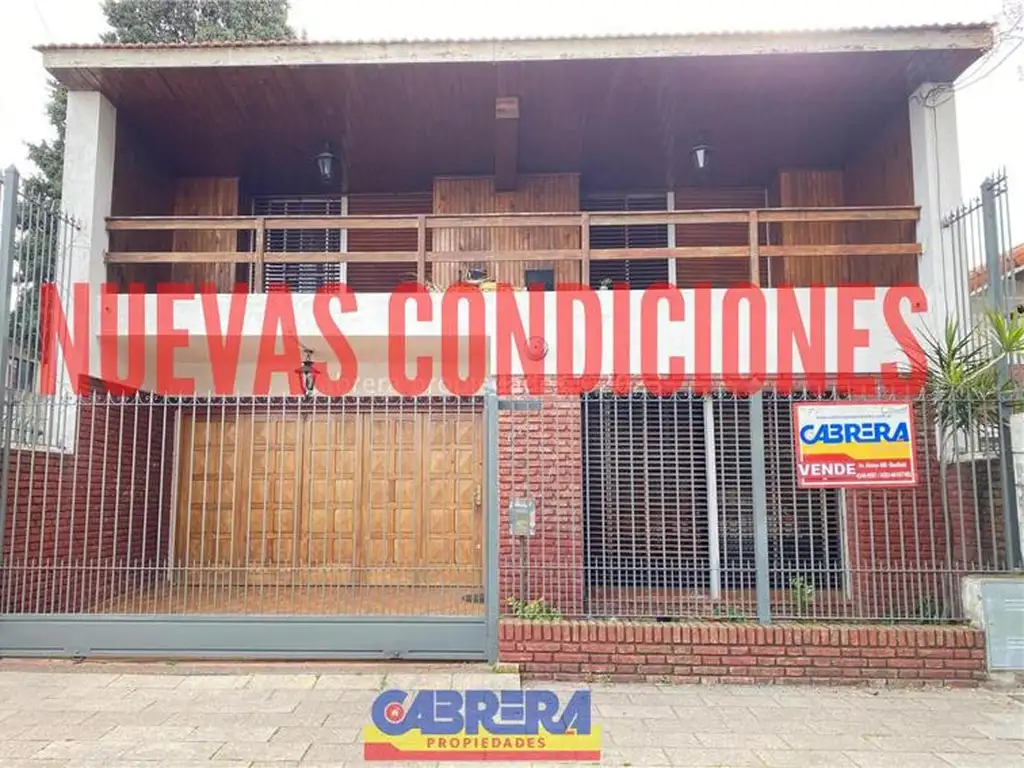 NUEVAS CONDICIONES
CABRERA
VENDE
CABRERA
PROPIEDADES